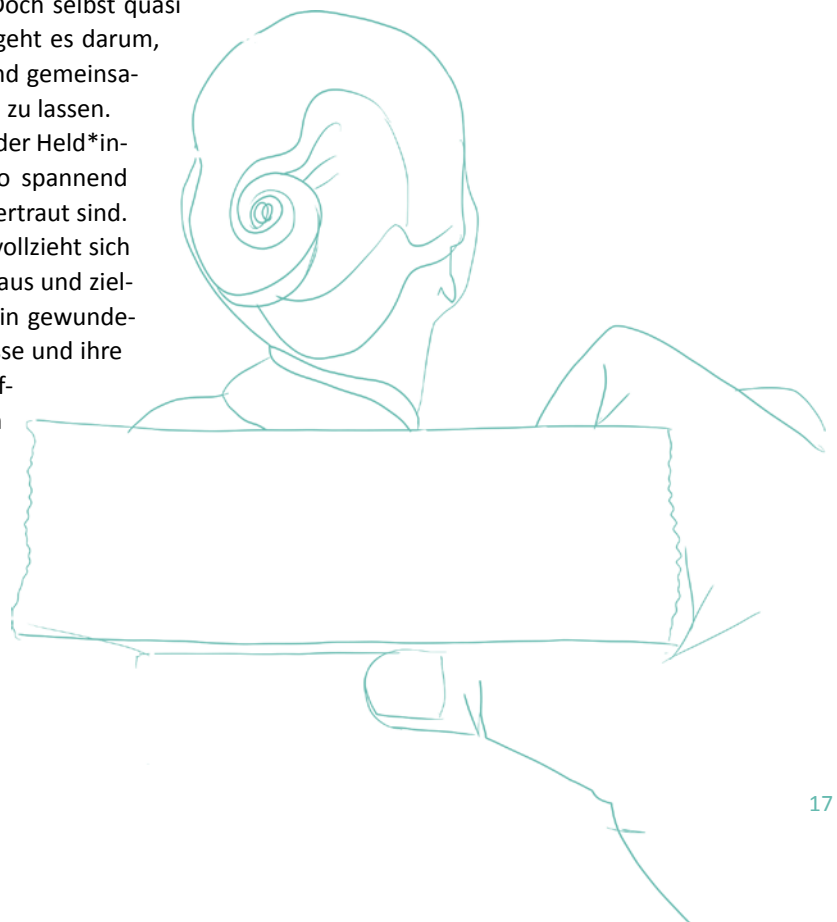 Doch selbst quasi
geht es darum,
nd gemeinsa-
zu lassen.
der Held*in-
o spannend
ertraut sind.
vollzieht sich
aus und ziel-
in gewunde-
sse und ihre
f-
17